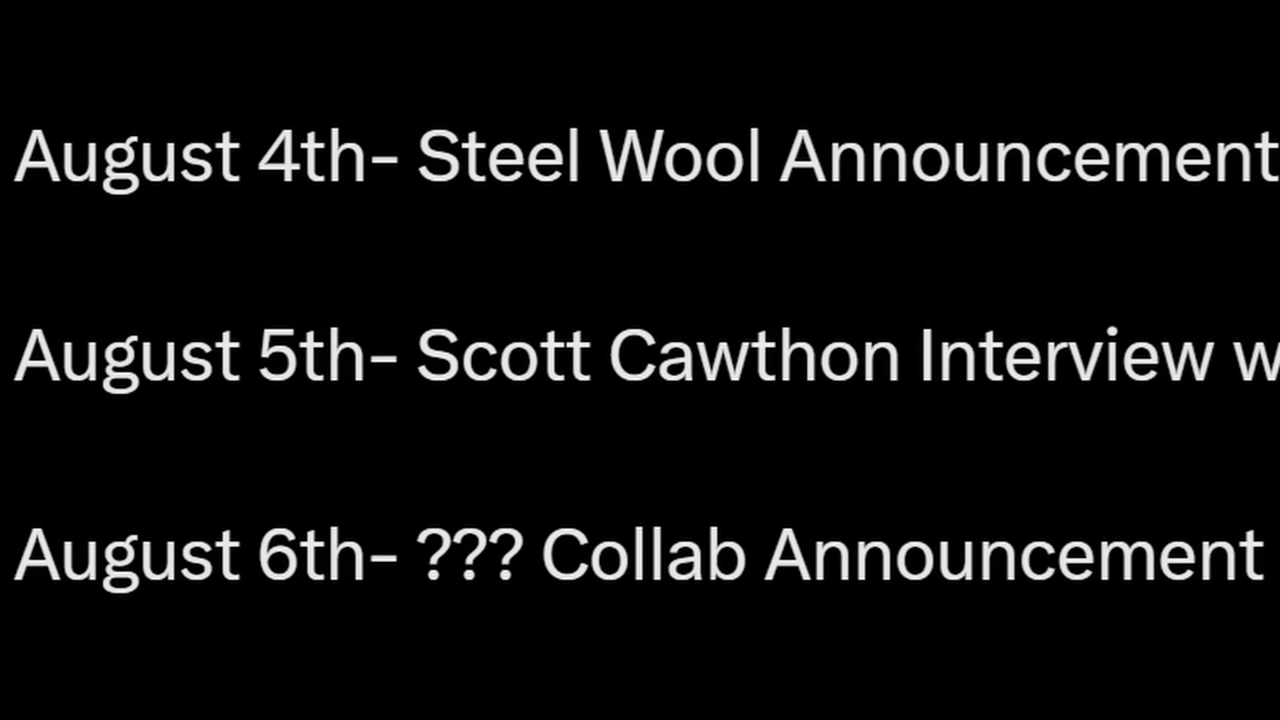 August 4th- Steel Wool Announcement
August 5th- Scott Cawthon Interview w
August 6th- ??? Collab Announcement